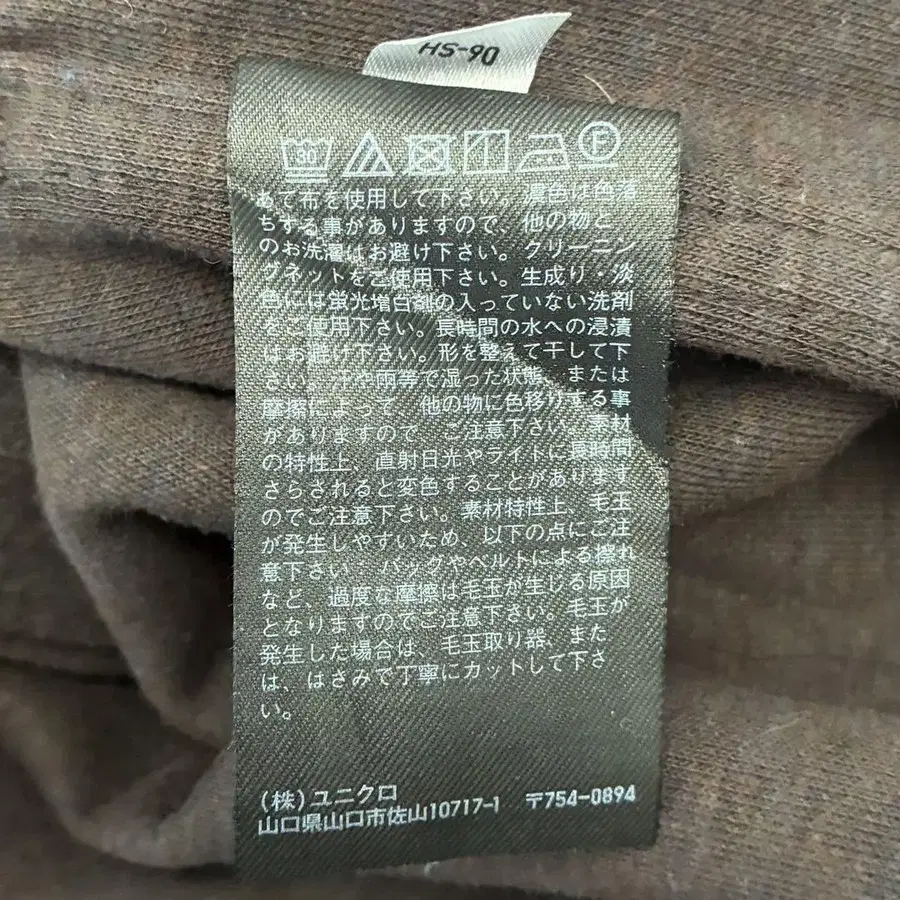 HS-90
30 F
あて布を使用して下さい。濃色は色落
ちする事がありますので、他の物と
のお洗濯はお避け下さい。クリーニン
グネットをご使用下さい。生成り・淡
色には蛍光増白剤の入っていない洗剤
をご使用下さい。長時間の水への浸漬
はお避け下さい。形を整えて干して下
さい。汗や雨等で湿った状態、または
摩擦によって、他の物に色移りする事
がありますので、ご注意下さい。素材
の特性上、直射日光やライトに長時間
さらされると変色することがあります
のでご注意下さい。素材特性上、毛玉
が発生しやすいため、以下の点にご注
意下さい。バッグやベルトによる擦れ
など、過度な摩擦は毛玉が生じる原因
となりますのでご注意下さい。毛玉が
発生した場合は、毛玉取り器、また
は、はさみで丁寧にカットして下さ
い。
(株)ユニクロ
山口県山口市佐山10717-1 〒754-0894